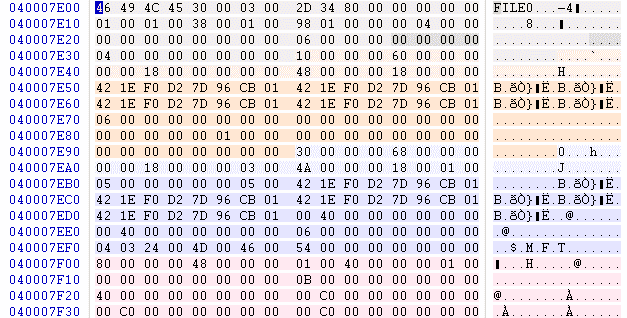 040007E00 46 49 4C 45 30 00 03 00 2D 34 80 00 00 00 00 00 FILE0...-4▮.....
040007E10 01 00 01 00 38 00 01 00 98 01 00 00 00 04 00 00 ....8...▮.......
040007E20 00 00 00 00 00 00 00 00 06 00 00 00 00 00 00 00 ................
040007E30 04 00 00 00 00 00 00 00 10 00 00 00 60 00 00 00 ............`...
040007E40 00 00 18 00 00 00 00 00 48 00 00 00 18 00 00 00 ........H.......
040007E50 42 1E F0 D2 7D 96 CB 01 42 1E F0 D2 7D 96 CB 01 B.ðÒ}▮Ë.B.ðÒ}▮Ë.
040007E60 42 1E F0 D2 7D 96 CB 01 42 1E F0 D2 7D 96 CB 01 B.ðÒ}▮Ë.B.ðÒ}▮Ë.
040007E70 06 00 00 00 00 00 00 00 00 00 00 00 00 00 00 00 ................
040007E80 00 00 00 00 00 01 00 00 00 00 00 00 00 00 00 00 ................
040007E90 00 00 00 00 00 00 00 00 30 00 00 00 68 00 00 00 ........0...h...
040007EA0 00 00 18 00 00 00 03 00 4A 00 00 00 18 00 01 00 ........J.......
040007EB0 05 00 00 00 00 00 05 00 42 1E F0 D2 7D 96 CB 01 ........B.ðÒ}▮Ë.
040007EC0 42 1E F0 D2 7D 96 CB 01 42 1E F0 D2 7D 96 CB 01 B.ðÒ}▮Ë.B.ðÒ}▮Ë.
040007ED0 42 1E F0 D2 7D 96 CB 01 00 40 00 00 00 00 00 00 B.ðÒ}▮Ë..@......
040007EE0 00 40 00 00 00 00 00 00 06 00 00 00 00 00 00 00 .@..............
040007EF0 04 03 24 00 4D 00 46 00 54 00 00 00 00 00 00 00 ..$.M.F.T.......
040007F00 80 00 00 00 48 00 00 00 01 00 40 00 00 00 01 00 ▮...H.....@.....
040007F10 00 00 00 00 00 00 00 00 0B 00 00 00 00 00 00 00 ................
040007F20 40 00 00 00 00 00 00 00 00 C0 00 00 00 00 00 00 @........À......
040007F30 00 C0 00 00 00 00 00 00 00 C0 00 00 00 00 00 00 .À.......À......